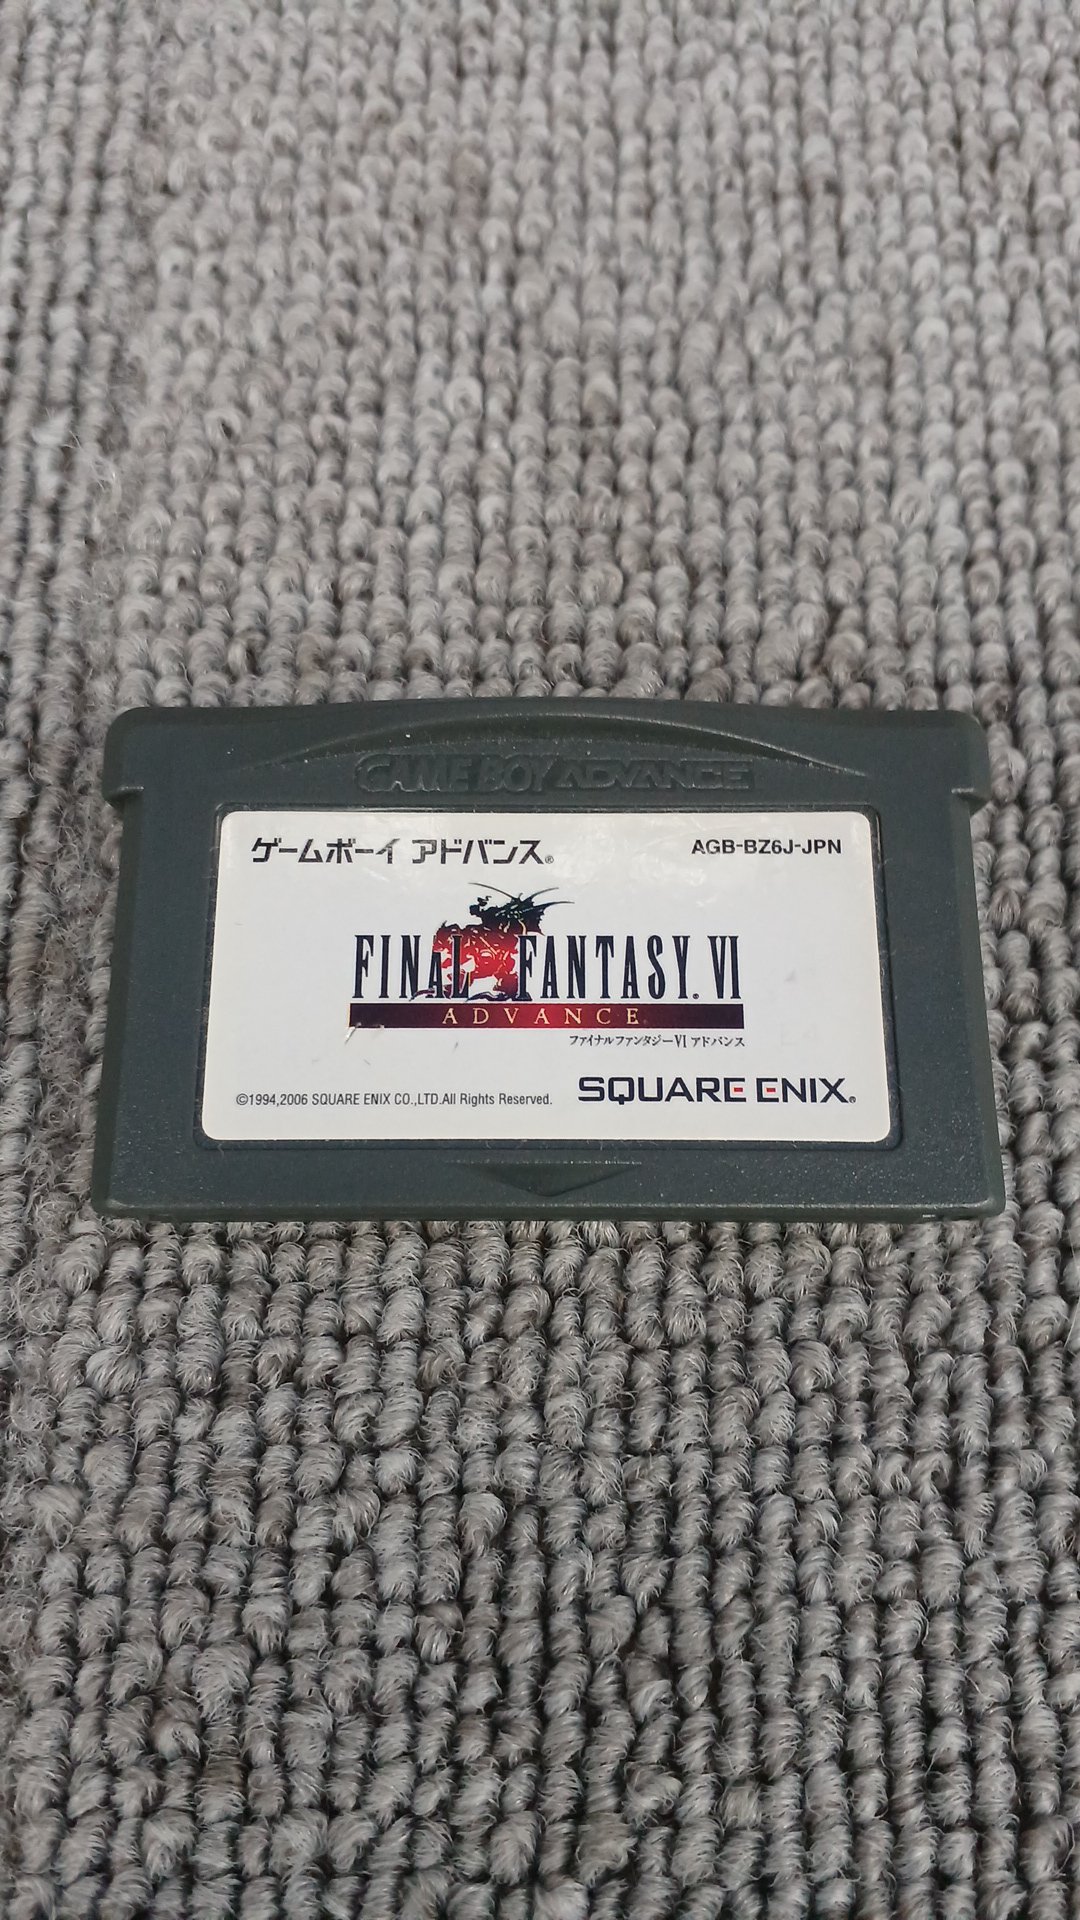 GAME BOY ADVANCE
ゲームボーイ アドバンス®
AGB-BZ6J-JPN
FINAL FANTASY® VI
ADVANCE
ファイナルファンタジーVI アドバンス
©1994,2006 SQUARE ENIX CO.,LTD.All Rights Reserved.
SQUARE ENIX®